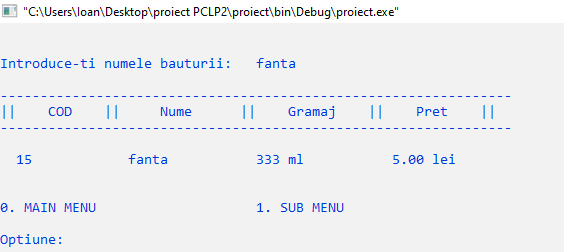 "C:\Users\Ioan\Desktop\proiect PCLP2\proiect\bin\Debug\proiect.exe"
Introduce-ti numele bauturii: fanta
----------------------------------------------------------------
|| COD || Nume || Gramaj || Pret ||
----------------------------------------------------------------
15 fanta 333 ml 5.00 lei
0. MAIN MENU 1. SUB MENU
Optiune: